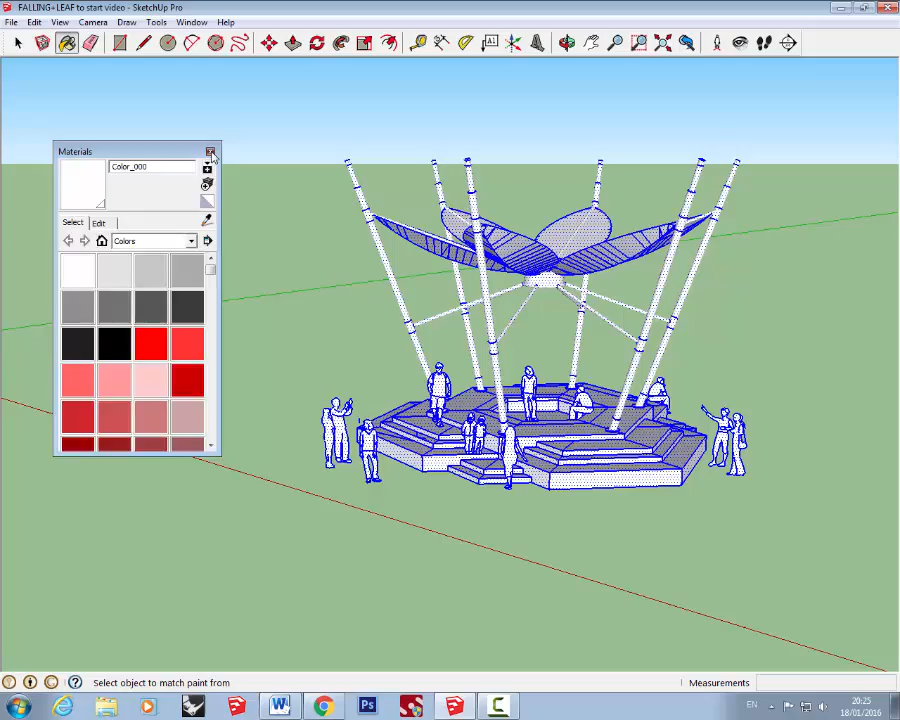 FALLING+LEAF to start video - SketchUp Pro
File Edit View Camera Draw Tools Window Help
Materials
Color_000
Select Edit
Colors
Select object to match paint from
Measurements
EN
20:25
18/01/2016